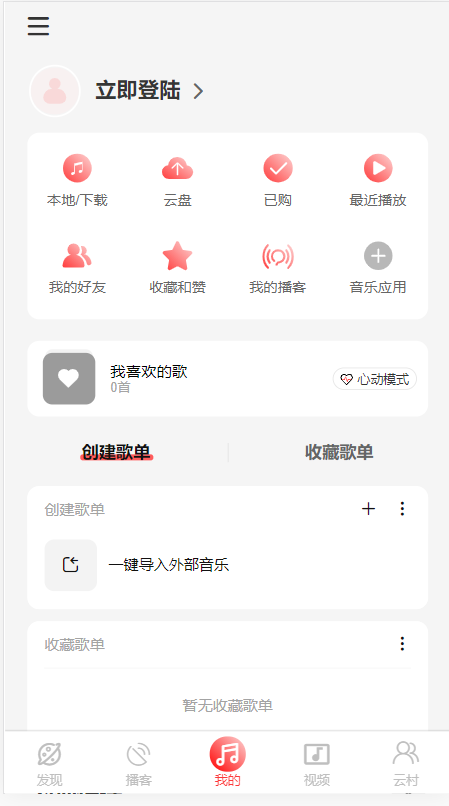 立即登陆
本地/下载 云盘 已购 最近播放
我的好友 收藏和赞 我的播客 音乐应用
我喜欢的歌
0首
心动模式
创建歌单 收藏歌单
创建歌单
一键导入外部音乐
收藏歌单
暂无收藏歌单
发现 播客 我的 视频 云村